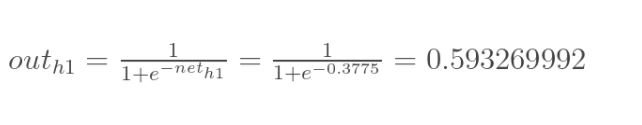 out_{h1} = \frac{1}{1+e^{-net_{h1}}} = \frac{1}{1+e^{-0.3775}} = 0.593269992